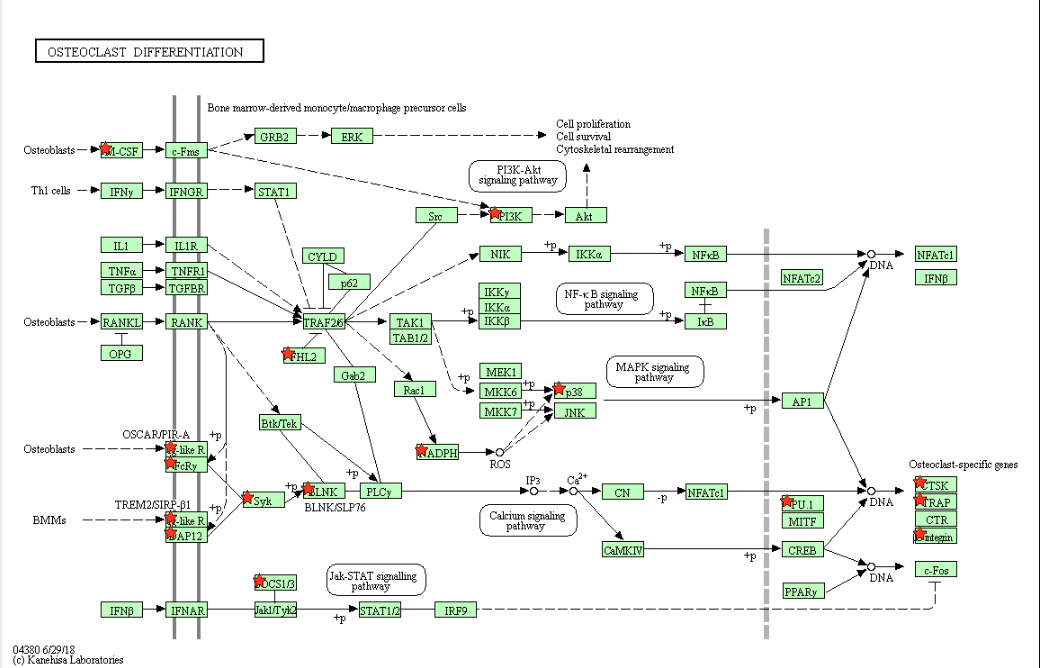 OSTEOCLAST DIFFERENTIATION
Bone marrow-derived monocyte/macrophage precursor cells
GRB2
ERK
Cell proliferation
Cell survival
Cytoskeletal rearrangement
Osteoblasts
M-CSF
c-Fms
PI3K-Akt
signaling pathway
Th1 cells
IFNγ
IFNGR
STAT1
Src
PI3K
Akt
IL1
IL1R
CYLD
NIK
+p
IKKα
+p
NFκB
DNA
NFATc1
TNFα
TNFR1
p62
NFATc2
IFNβ
TGFβ
TGFBR
IKKγ
IKKα
IKKβ
NF-κB signaling
pathway
NFκB
Osteoblasts
RANKL
RANK
TRAF2/6
TAK1
TAB1/2
+p
+p
IκB
OPG
FHL2
Gab2
Rac1
+p
MEK1
MKK6
MKK7
+p
+p
p38
JNK
MAPK signaling
pathway
+p
AP1
Btk/Tek
OSCAR/PIR-A
+p
Osteoblasts
-like R
FcRγ
NADPH
ROS
Osteoclast-specific genes
TREM2/SIRP-β1
+p
BMMs
-like R
DAP12
Syk
+p
BLNK
BLNK/SLP76
+p
PLCγ
IP3
Ca2+
CN
-p
NFATc1
Calcium signaling
pathway
CaMKIV
+p
PU.1
MITF
CREB
PPARγ
DNA
DNA
CTSK
TRAP
CTR
integrin
c-Fos
SOCS1/3
Jak-STAT signalling
pathway
IFNβ
IFNAR
Jak1/Tyk2
+p
STAT1/2
IRF9
04380 6/29/18
(c) Kanehisa Laboratories